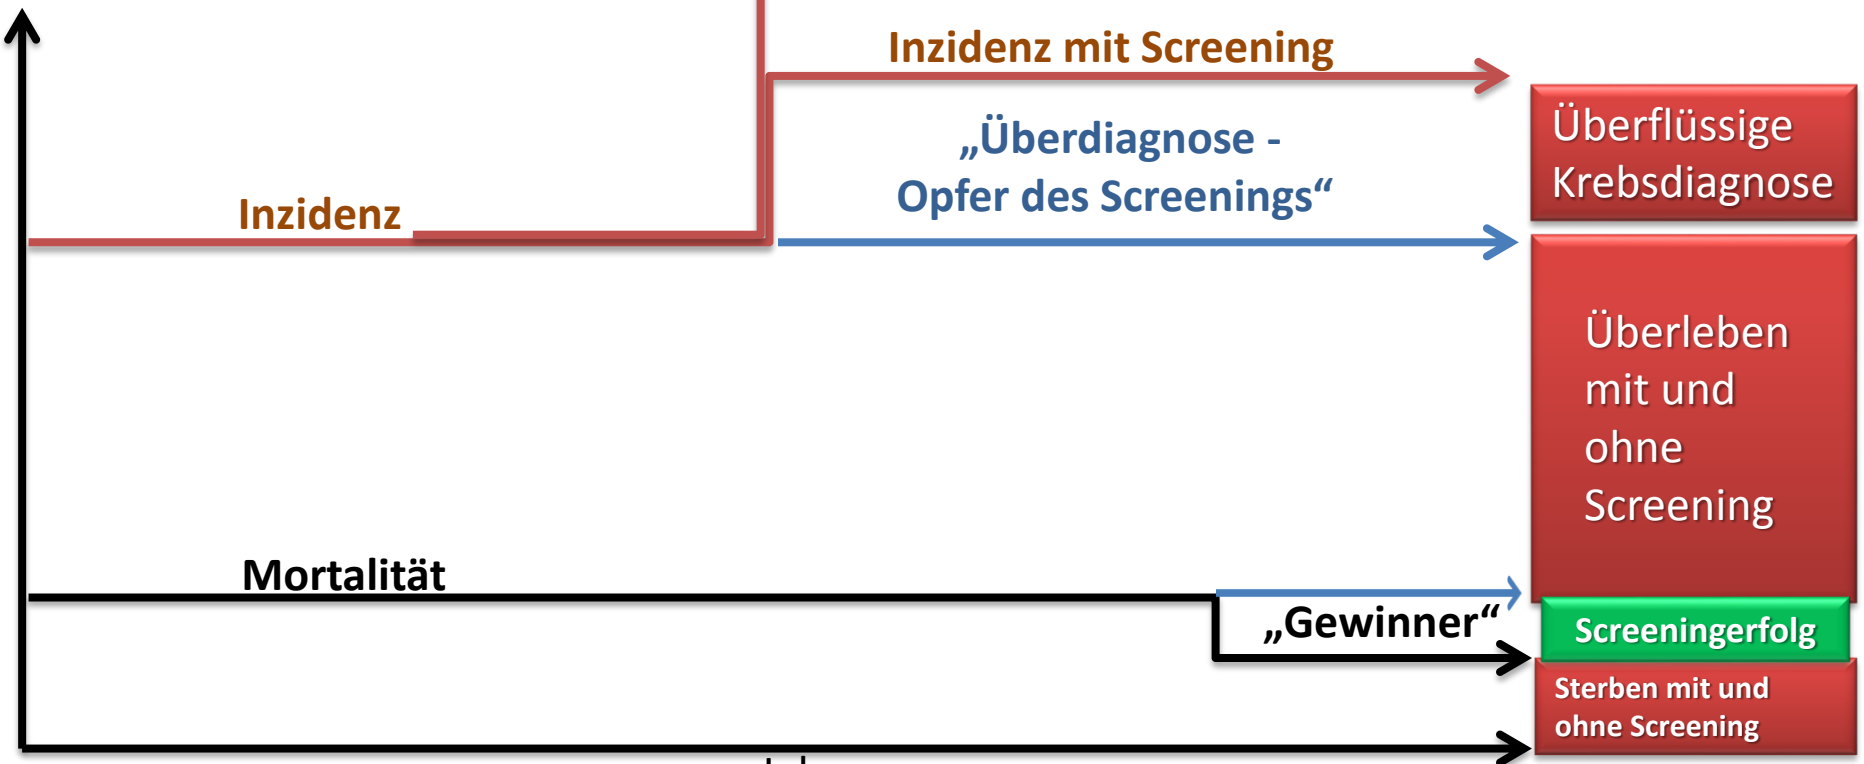 Inzidenz mit Screening
„Überdiagnose -
Opfer des Screenings“
Inzidenz
Mortalität
„Gewinner“
Überflüssige
Krebsdiagnose
Überleben
mit und
ohne
Screening
Screeningerfolg
Sterben mit und
ohne Screening